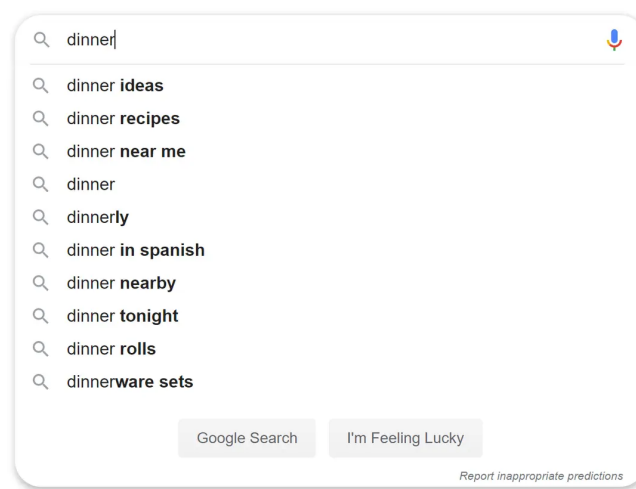 dinner
dinner ideas
dinner recipes
dinner near me
dinner
dinnerly
dinner in spanish
dinner nearby
dinner tonight
dinner rolls
dinnerware sets
Google Search I'm Feeling Lucky
Report inappropriate predictions